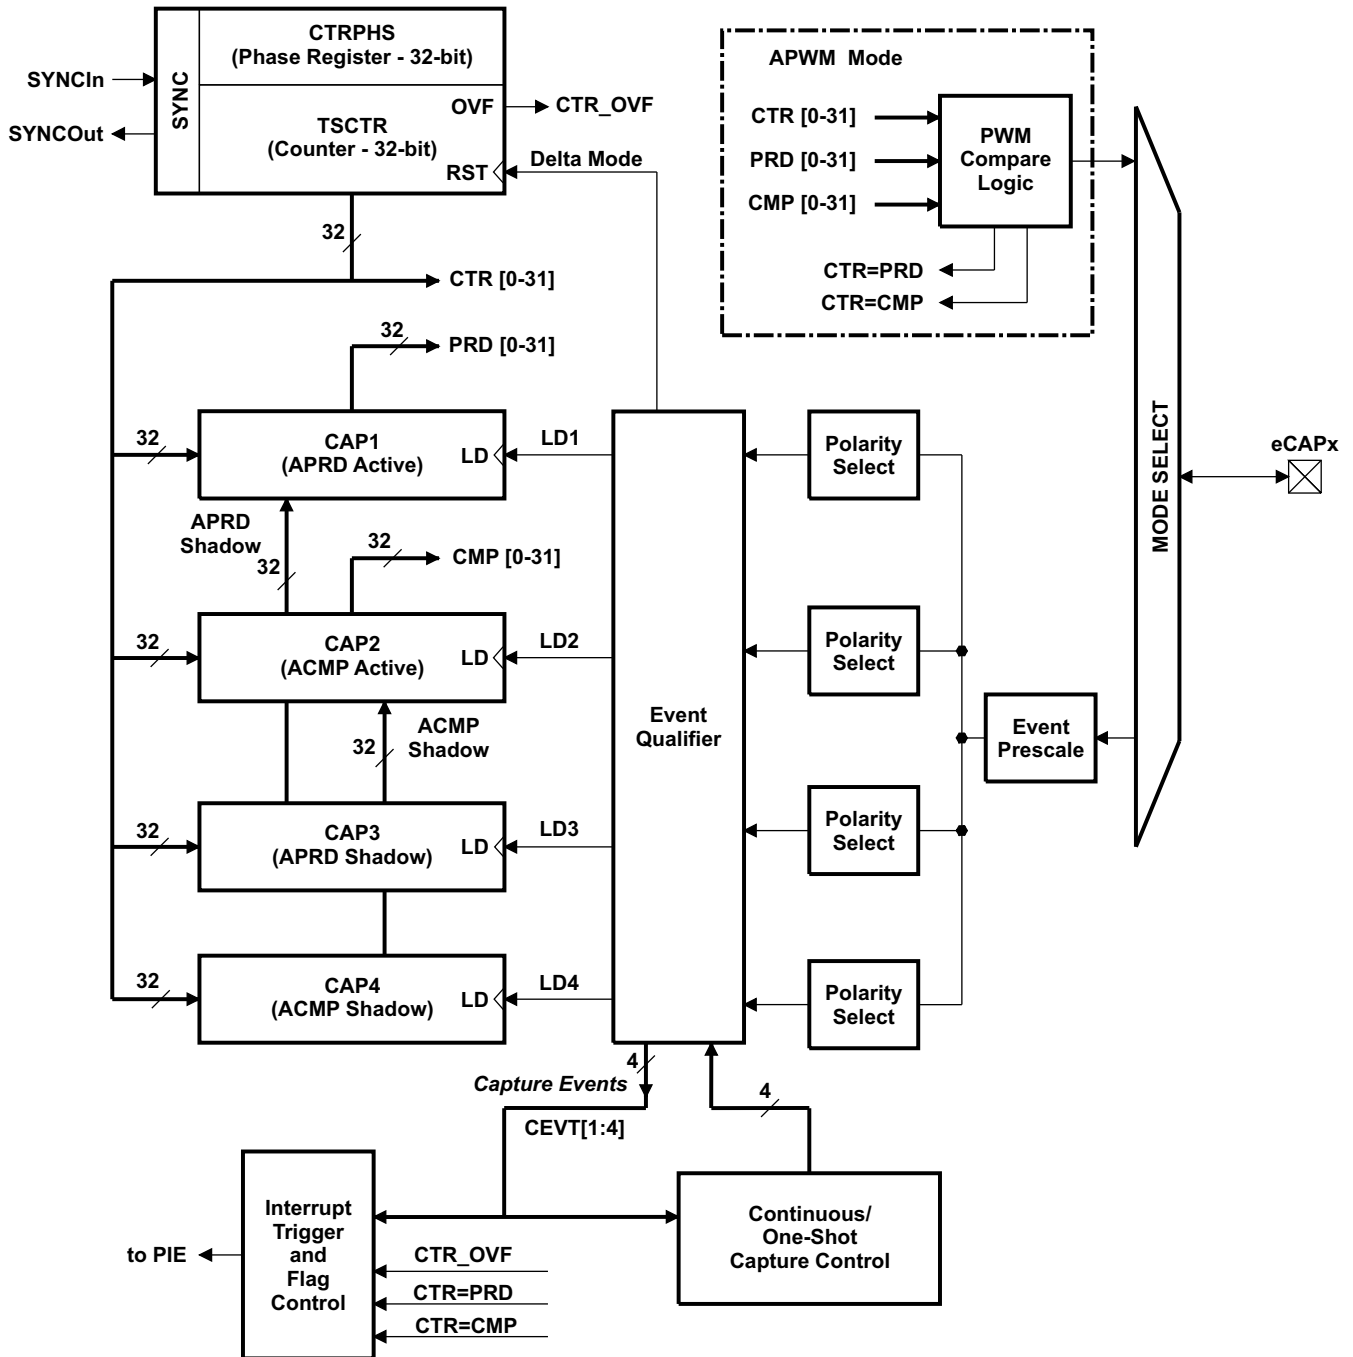 CTRPHS
(Phase Register - 32-bit)
SYNC
SYNCIn
SYNCOut
OVF
CTR_OVF
TSCTR
(Counter - 32-bit)
RST
Delta Mode
32
CTR [0-31]
32
PRD [0-31]
APWM Mode
CTR [0-31]
PRD [0-31]
CMP [0-31]
PWM
Compare
Logic
CTR=PRD
CTR=CMP
MODE SELECT
eCAPx
32
CAP1
(APRD Active)
LD
LD1
Polarity
Select
APRD
Shadow
32
32
CMP [0-31]
32
CAP2
(ACMP Active)
LD
LD2
Polarity
Select
Event
Qualifier
Event
Prescale
32
ACMP
Shadow
32
CAP3
(APRD Shadow)
LD
LD3
Polarity
Select
32
CAP4
(ACMP Shadow)
LD
LD4
Polarity
Select
4
Capture Events
CEVT[1:4]
4
Interrupt
Trigger
and
Flag
Control
to PIE
CTR_OVF
CTR=PRD
CTR=CMP
Continuous/
One-Shot
Capture Control